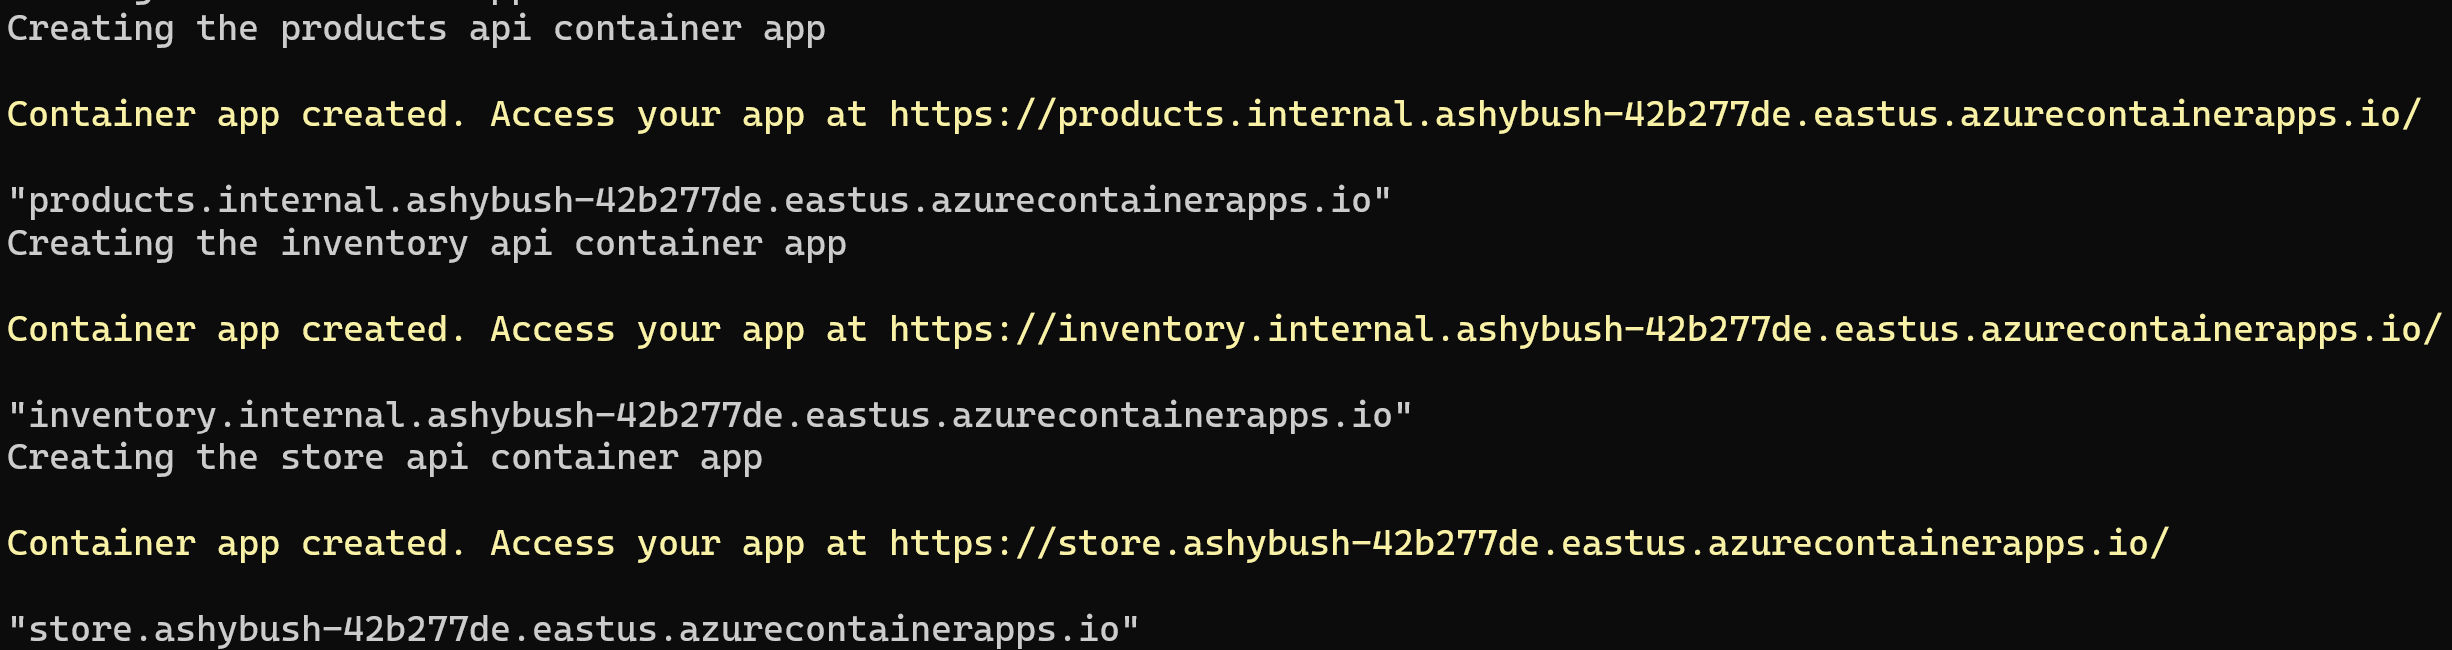 Creating the products api container app
Container app created. Access your app at https://products.internal.ashybush-42b277de.eastus.azurecontainerapps.io/
"products.internal.ashybush-42b277de.eastus.azurecontainerapps.io"
Creating the inventory api container app
Container app created. Access your app at https://inventory.internal.ashybush-42b277de.eastus.azurecontainerapps.io/
"inventory.internal.ashybush-42b277de.eastus.azurecontainerapps.io"
Creating the store api container app
Container app created. Access your app at https://store.ashybush-42b277de.eastus.azurecontainerapps.io/
"store.ashybush-42b277de.eastus.azurecontainerapps.io"